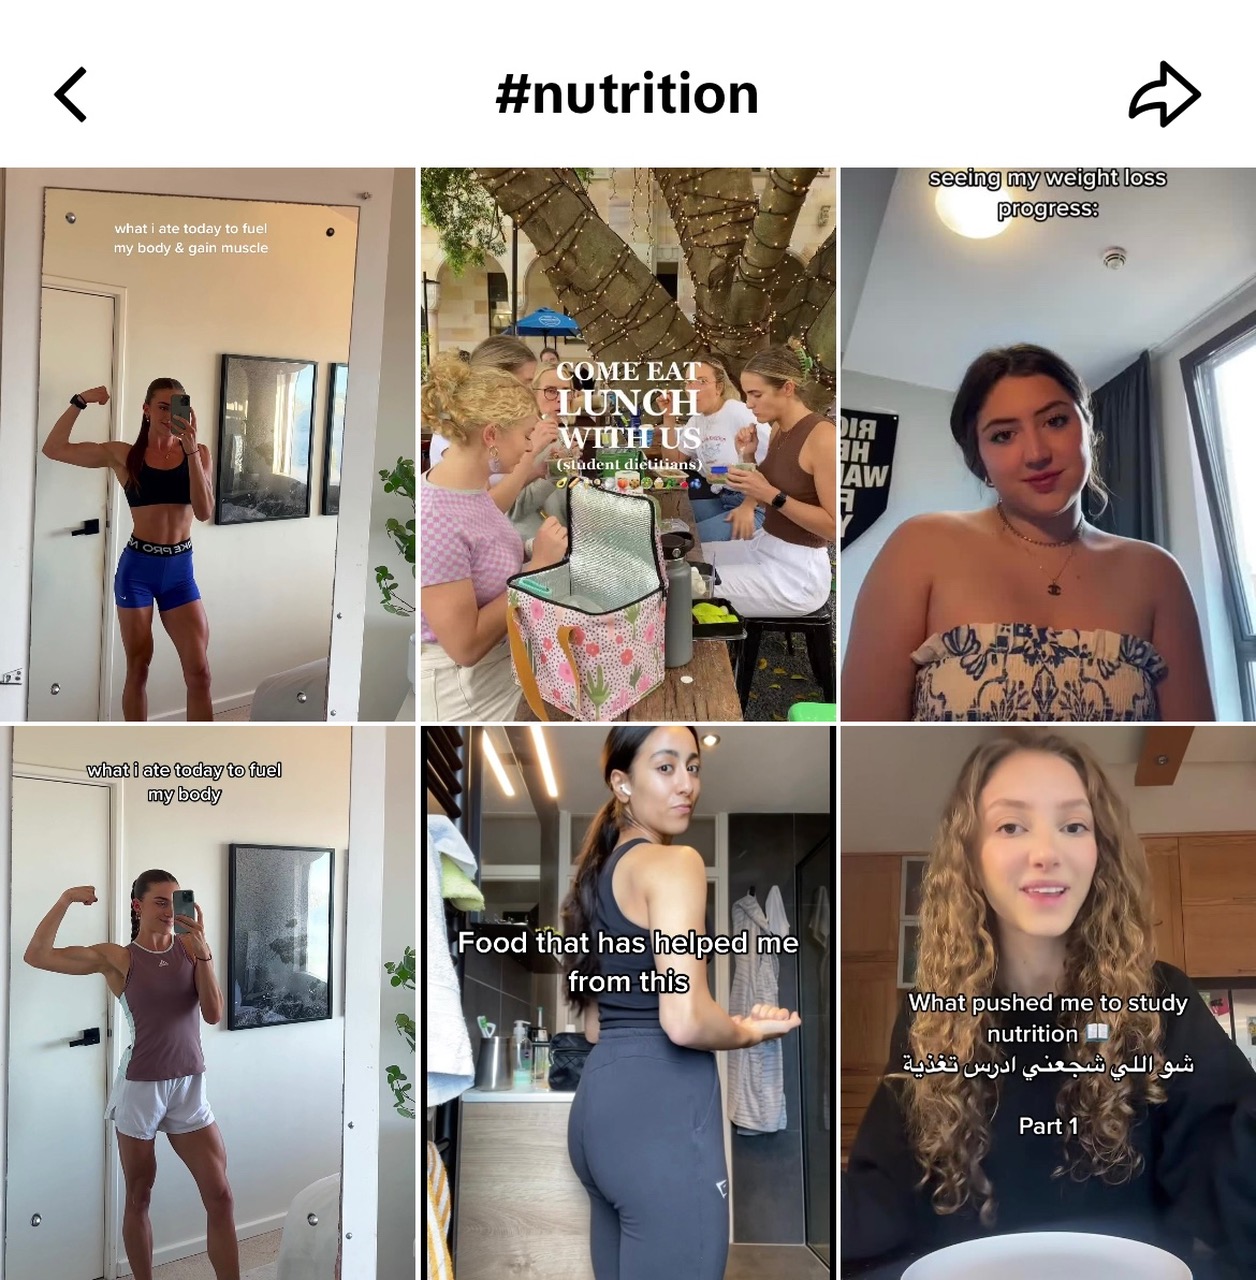 #nutrition
what i ate today to fuel
my body & gain muscle
COME EAT
LUNCH
WITH US
(student dietitians)
seeing my weight loss
progress:
what i ate today to fuel
my body
Food that has helped me
from this
What pushed me to study
nutrition 📖
شو اللي شجعني ادرس تغذية
Part 1
NIKE PRO